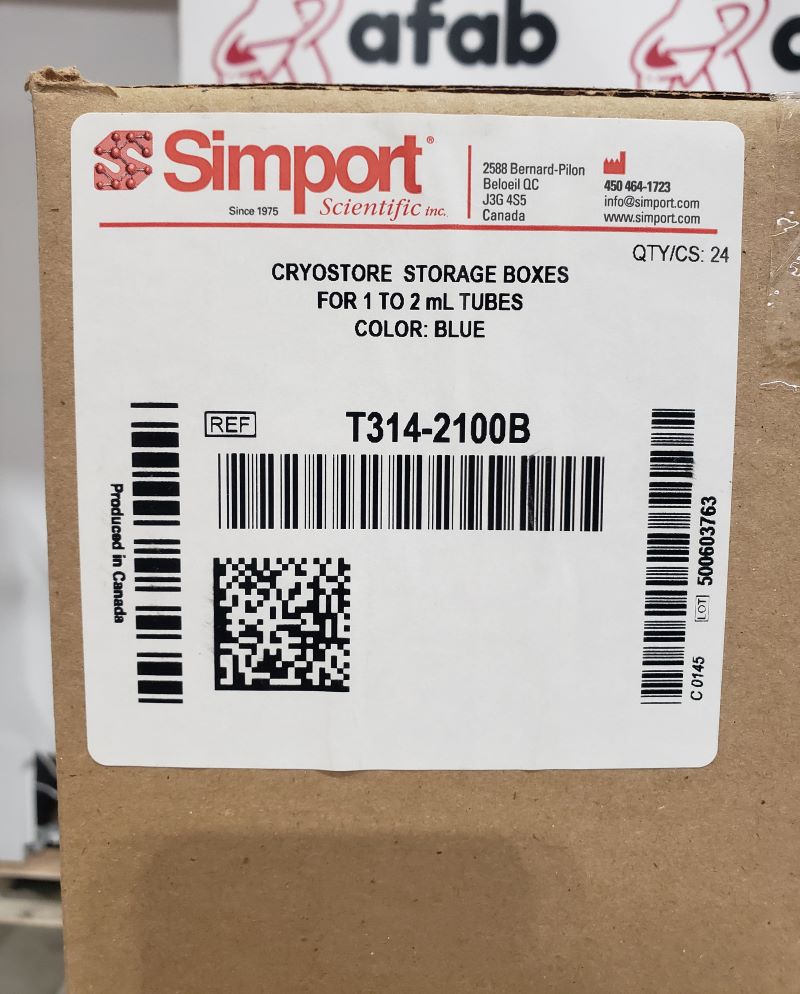 afab
Simport®
Since 1975
Scientific inc.
2588 Bernard-Pilon
Beloeil QC
J3G 4S5
Canada
450 464-1723
info@simport.com
www.simport.com
QTY/CS: 24
CRYOSTORE STORAGE BOXES
FOR 1 TO 2 mL TUBES
COLOR: BLUE
REF T314-2100B
Produced in Canada
LOT 500603763
C 0145